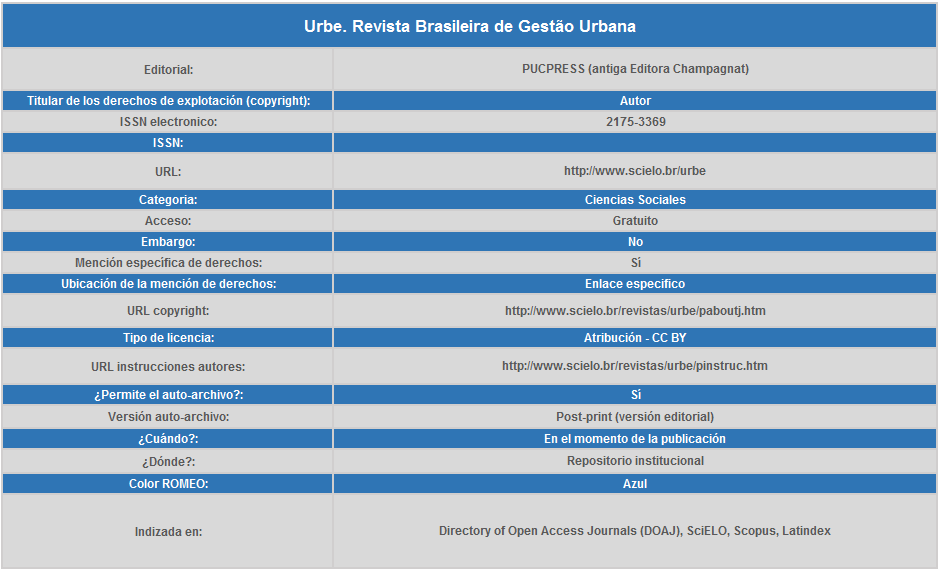 Urbe. Revista Brasileira de Gestão Urbana
Editorial: PUCPRESS (antiga Editora Champagnat)
Titular de los derechos de explotación (copyright): Autor
ISSN electronico: 2175-3369
ISSN:
URL: http://www.scielo.br/urbe
Categoria: Ciencias Sociales
Acceso: Gratuito
Embargo: No
Mención específica de derechos: Sí
Ubicación de la mención de derechos: Enlace especifico
URL copyright: http://www.scielo.br/revistas/urbe/paboutj.htm
Tipo de licencia: Atribución - CC BY
URL instrucciones autores: http://www.scielo.br/revistas/urbe/pinstruc.htm
¿Permite el auto-archivo?: Sí
Versión auto-archivo: Post-print (versión editorial)
¿Cuándo?: En el momento de la publicación
¿Dónde?: Repositorio institucional
Color ROMEO: Azul
Indizada en: Directory of Open Access Journals (DOAJ), SciELO, Scopus, Latindex